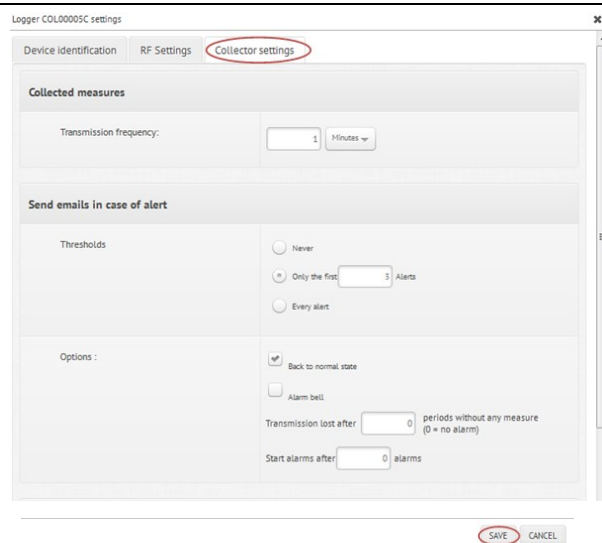 Logger COL00005C settings
Device identification
RF Settings
Collector settings
Collected measures
Transmission frequency:
1
Minutes
Send emails in case of alert
Thresholds
Never
Only the first 3 Alerts
Every alert
Options :
Back to normal state
Alarm bell
Transmission lost after 0 periods without any measure
(0 = no alarm)
Start alarms after 0 alarms
SAVE
CANCEL